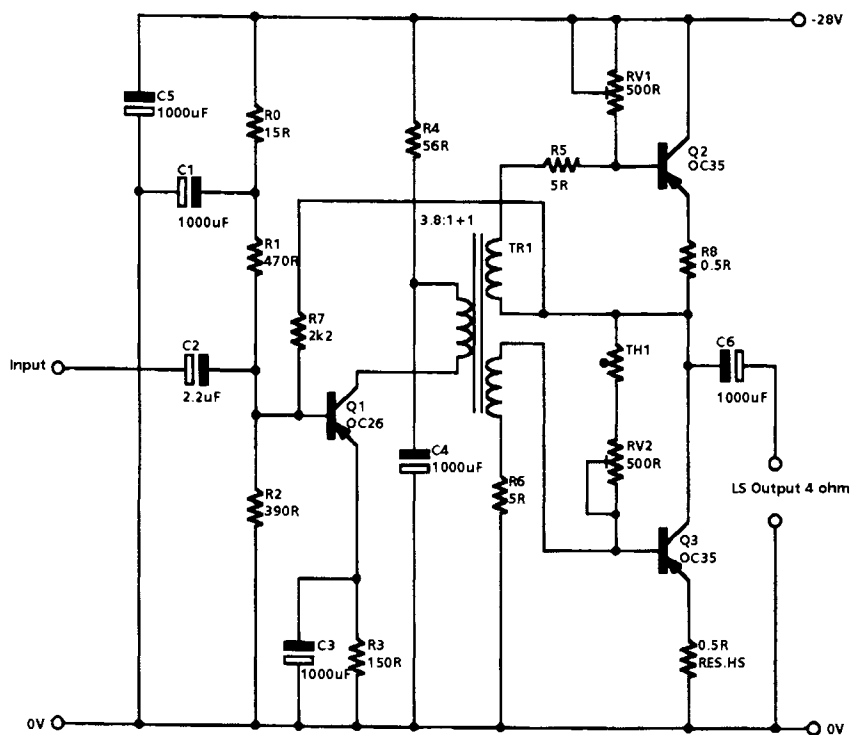 -28V
C5
1000uF
R0
15R
R4
56R
RV1
500R
Q2
OC35
R5
5R
C1
1000uF
3.8:1+1
TR1
R1
470R
R8
0.5R
R7
2k2
C2
Input
2.2uF
TH1
C6
1000uF
Q1
OC26
C4
1000uF
RV2
500R
R6
5R
LS Output 4 ohm
R2
390R
Q3
OC35
C3
1000uF
R3
150R
0.5R
RES.HS
0V
0V